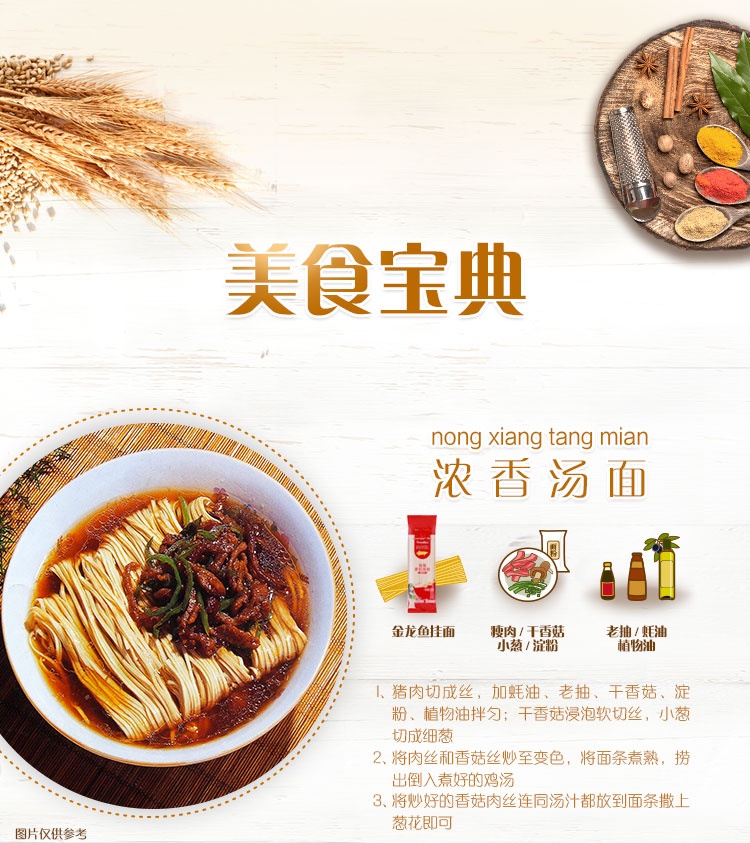 美食宝典
nong xiang tang mian
浓香汤面
金龙鱼挂面
瘦肉/干香菇
小葱/淀粉
老抽/蚝油
植物油
1、猪肉切成丝，加蚝油、老抽、干香菇、淀
粉、植物油拌匀；干香菇浸泡软切丝，小葱
切成细葱
2、将肉丝和香菇丝炒至变色，将面条煮熟，捞
出倒入煮好的鸡汤
3、将炒好的香菇肉丝连同汤汁都放到面条撒上
葱花即可
图片仅供参考